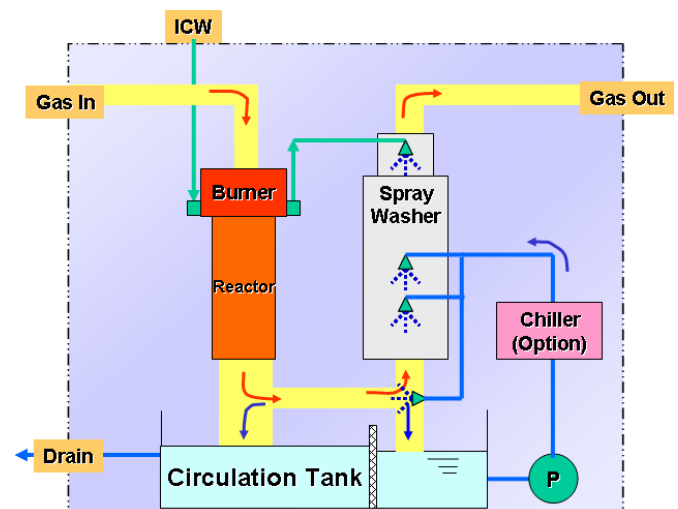 ICW
Gas In
Gas Out
Burner
Spray
Washer
Reactor
Chiller
(Option)
Drain
Circulation Tank
P